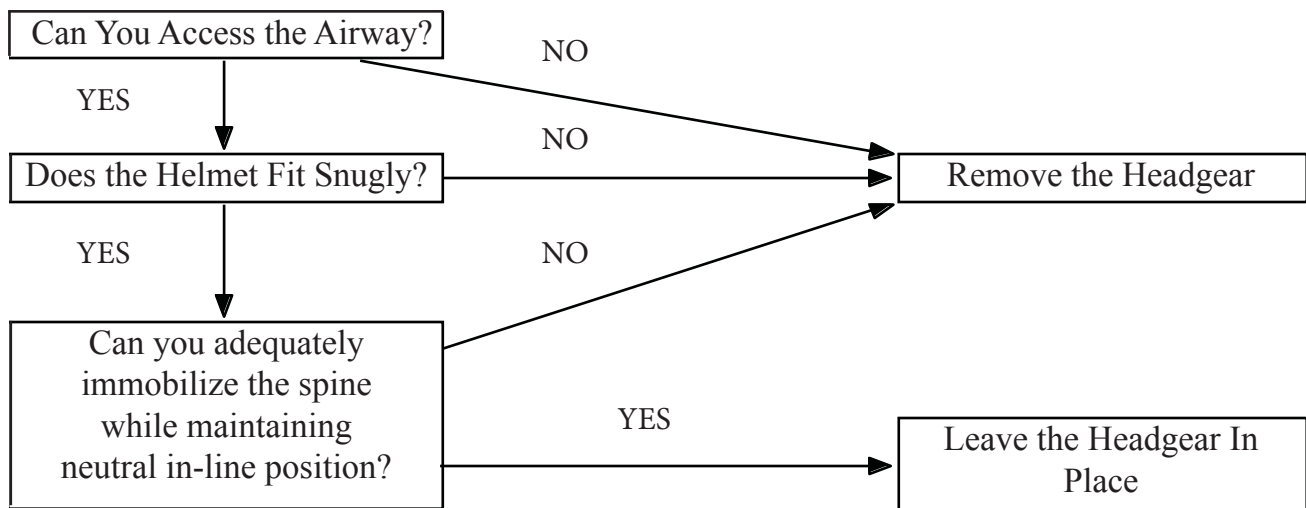 Can You Access the Airway?
NO
YES
NO
Does the Helmet Fit Snugly?
Remove the Headgear
YES
NO
Can you adequately
immobilize the spine
while maintaining
neutral in-line position?
YES
Leave the Headgear In
Place